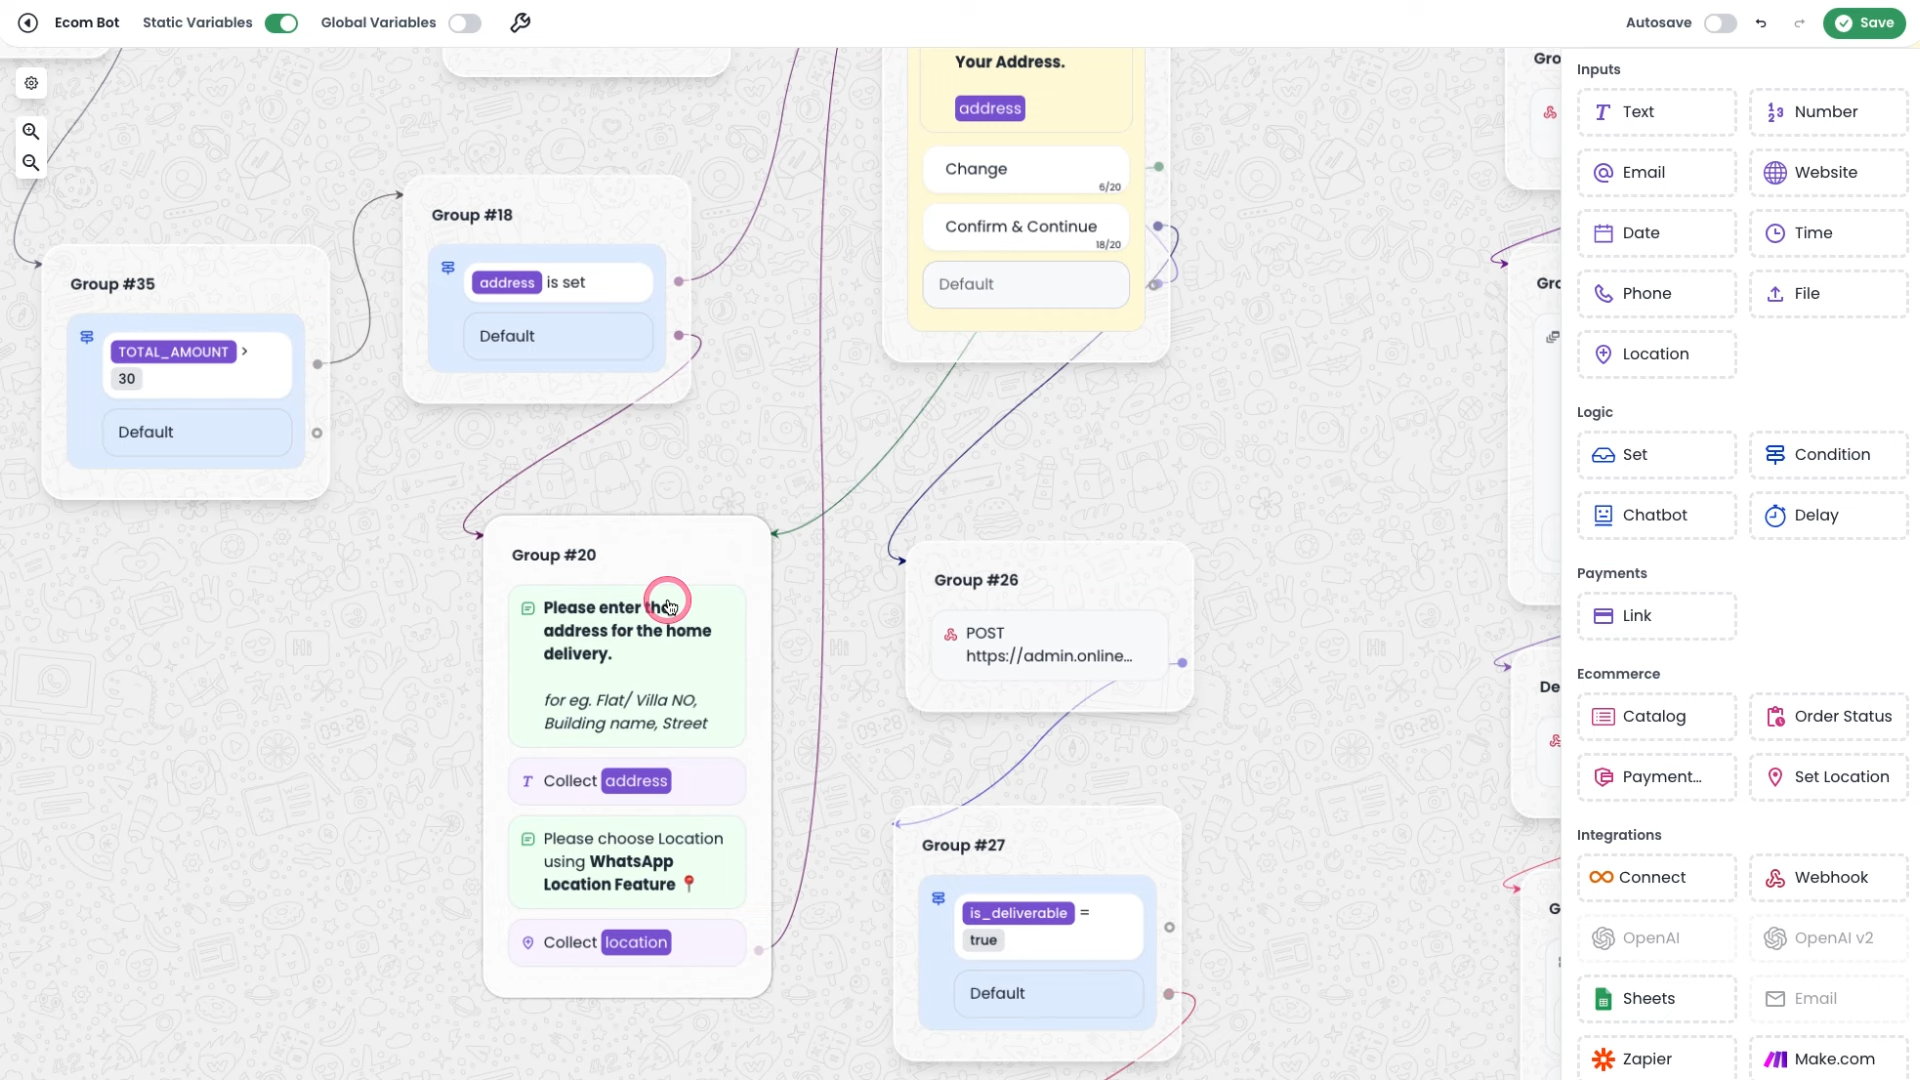 Ecom Bot
Static Variables
Global Variables
Autosave
Save
Group #35
TOTAL_AMOUNT >
30
Default
Group #18
address is set
Default
Your Address.
address
Change
6/20
Confirm & Continue
18/20
Default
Group #20
Please enter the
address for the home
delivery.
for eg. Flat/ Villa NO,
Building name, Street
Collect address
Please choose Location
using WhatsApp
Location Feature 📍
Collect location
Group #26
POST
https://admin.online...
Group #27
is_deliverable =
true
Default
Gro
Gro
De
G
Inputs
Text
Number
Email
Website
Date
Time
Phone
File
Location
Logic
Set
Condition
Chatbot
Delay
Payments
Link
Ecommerce
Catalog
Order Status
Payment...
Set Location
Integrations
Connect
Webhook
OpenAI
OpenAI v2
Sheets
Email
Zapier
Make.com